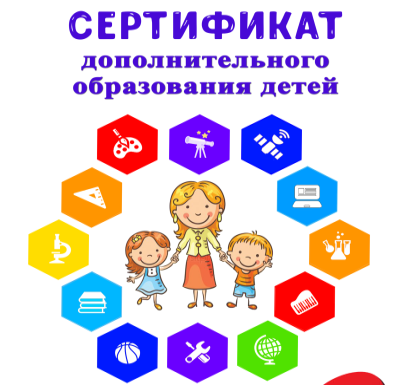 СЕРТИФИКАТ
дополнительного
образования детей